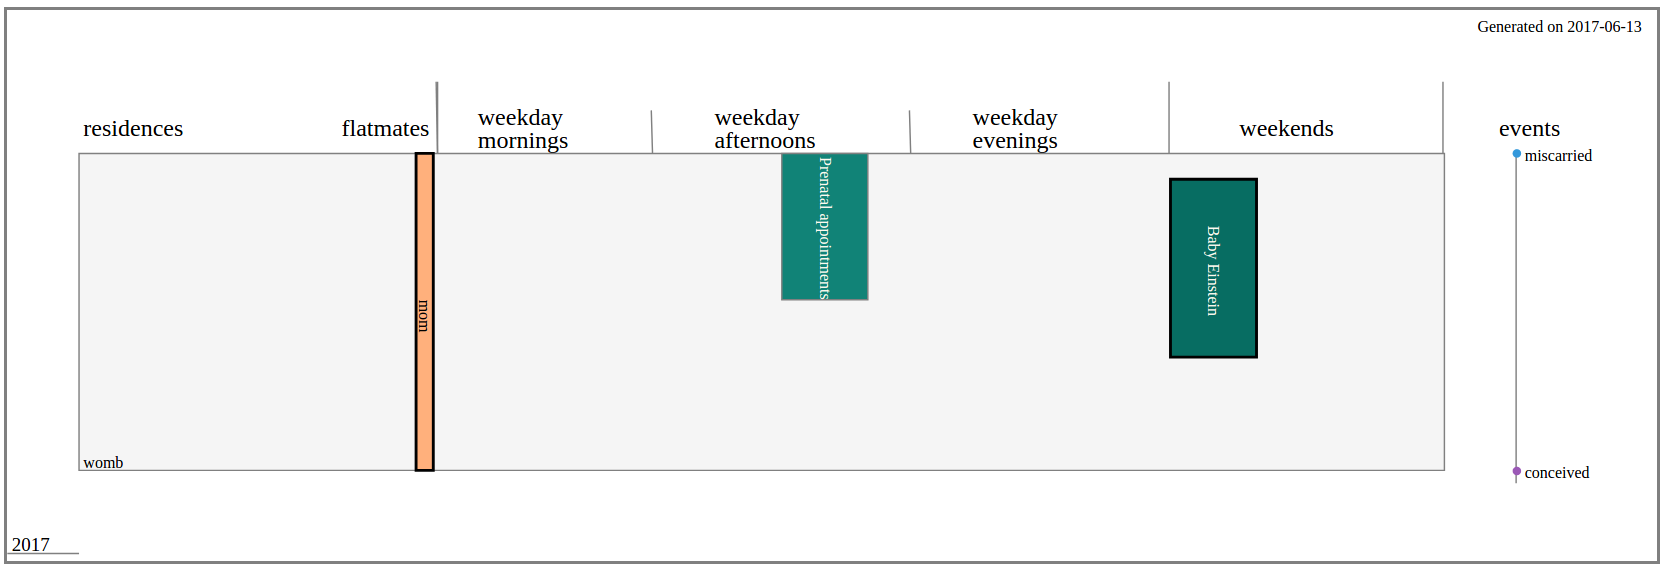 Generated on 2017-06-13
residences
flatmates
weekday
mornings
weekday
afternoons
weekday
evenings
weekends
events
miscarried
Prenatal appointments
Baby Einstein
mom
womb
conceived
2017